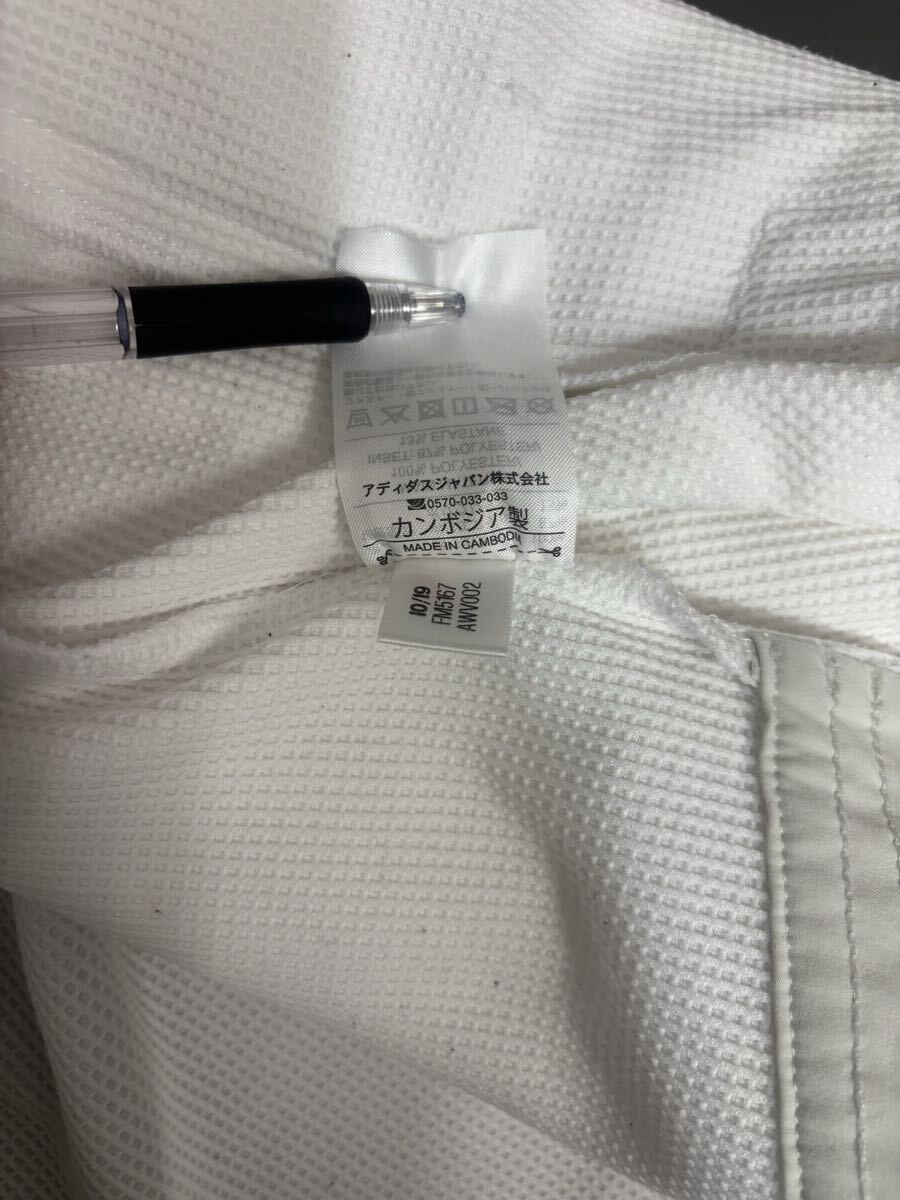 100% POLYESTER/
INSET: 87% POLYESTER/
13% ELASTANE
アディダスジャパン株式会社
0570-033-033
カンボジア製
MADE IN CAMBODIA
10/19
FM5167
AWV002